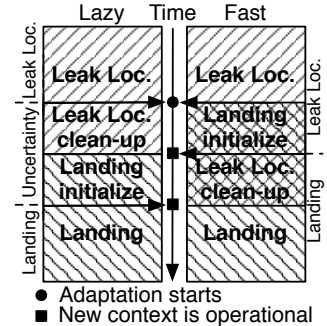 Lazy Time Fast
Leak Loc.
Leak Loc.
clean-up
Landing
initialize
Landing
Leak Loc.
Landing
initialize
Leak Loc.
clean-up
Landing
Leak Loc.
Uncertainty
Landing
Leak Loc.
Landing
Adaptation starts
New context is operational